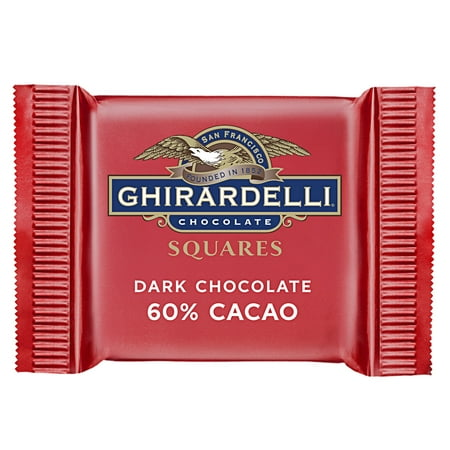 SAN FRANCISCO
FOUNDED IN 1852
GHIRARDELLI
CHOCOLATE
SQUARES
DARK CHOCOLATE
60% CACAO